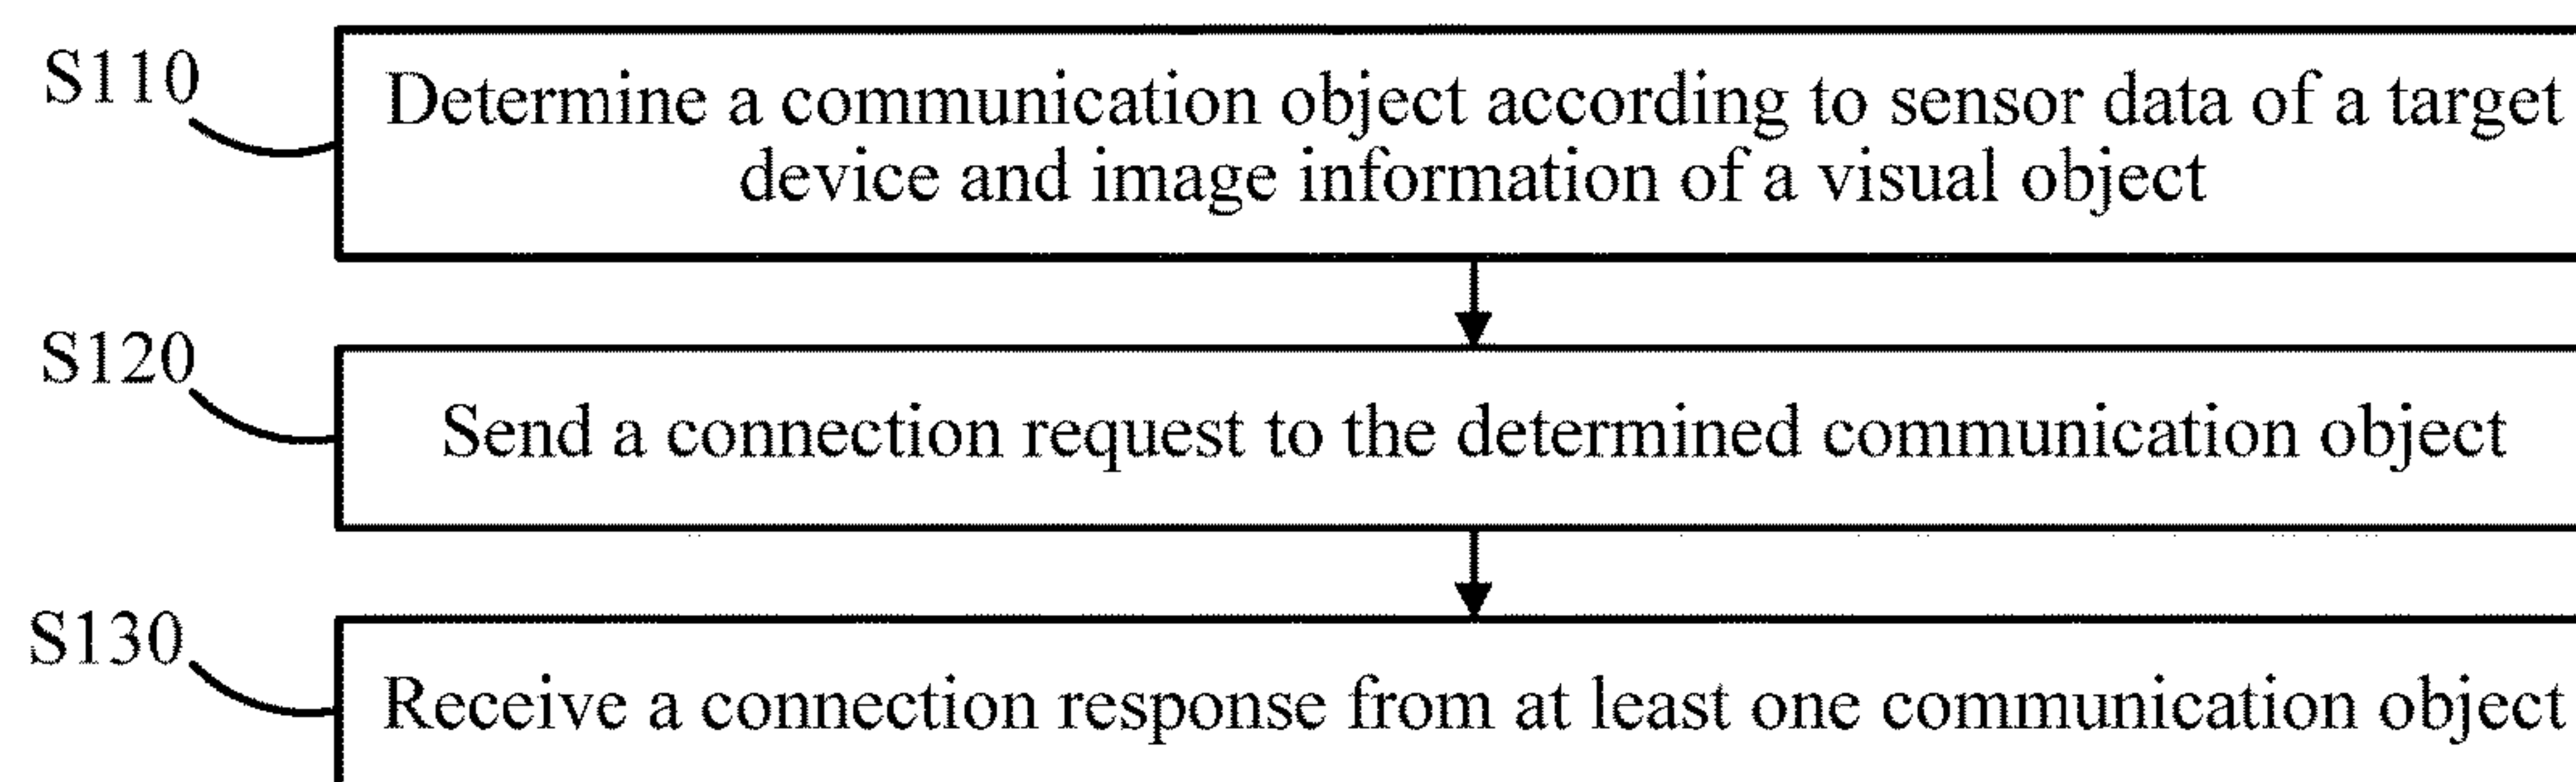 S110
Determine a communication object according to sensor data of a target
device and image information of a visual object
S120
Send a connection request to the determined communication object
S130
Receive a connection response from at least one communication object